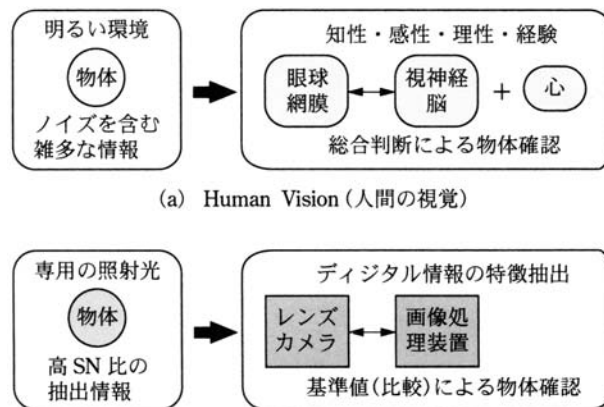 明るい環境
物体
ノイズを含む
雑多な情報
知性・感性・理性・経験
眼球
網膜
視神経
脳
+
心
総合判断による物体確認
(a) Human Vision(人間の視覚)
専用の照射光
物体
高SN比の
抽出情報
ディジタル情報の特徴抽出
レンズ
カメラ
画像処
理装置
基準値(比較)による物体確認